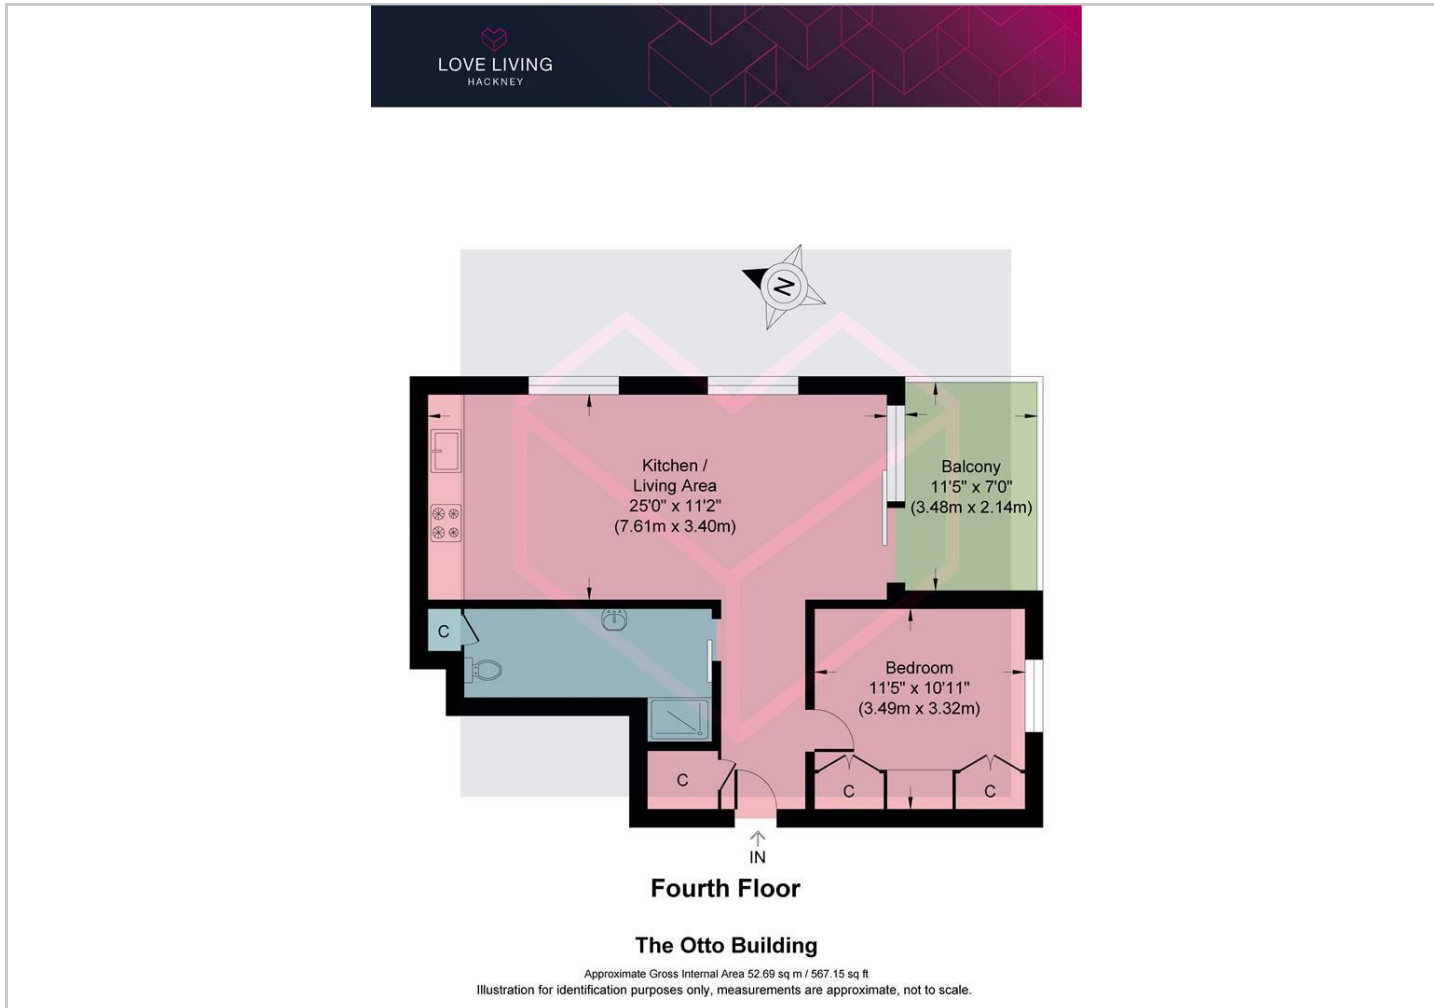 LOVE LIVING
HACKNEY
N
Kitchen /
Living Area
25'0" x 11'2"
(7.61m x 3.40m)
Balcony
11'5" x 7'0"
(3.48m x 2.14m)
C
Bedroom
11'5" x 10'11"
(3.49m x 3.32m)
C
C
C
IN
Fourth Floor
The Otto Building
Approximate Gross Internal Area 52.69 sq m / 567.15 sq ft
Illustration for identification purposes only, measurements are approximate, not to scale.